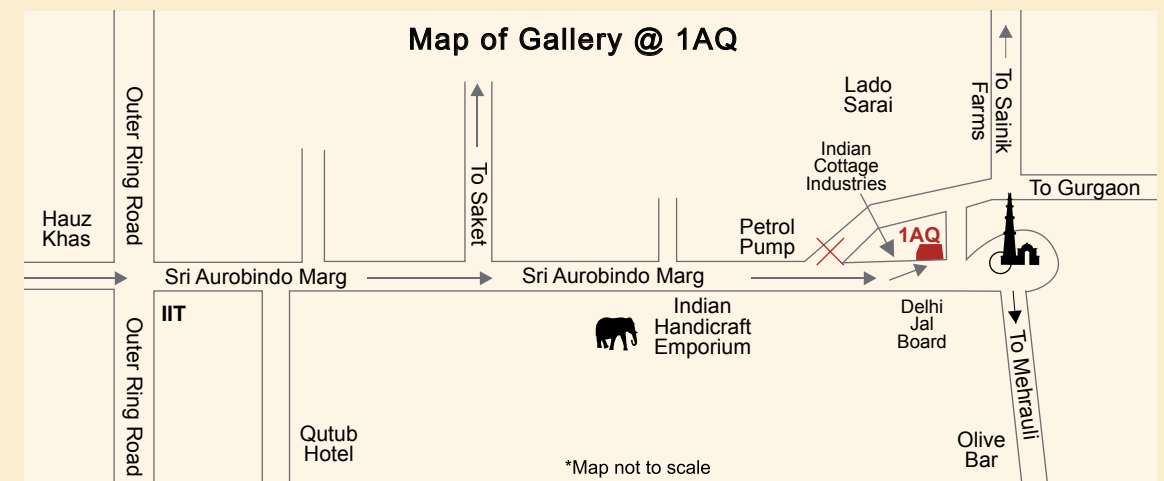 Map of Gallery @ 1AQ
Outer Ring Road
Hauz
Khas
To Saket
Lado
Sarai
Indian
Cottage
Industries
To Sainik
Farms
To Gurgaon
Petrol
Pump
1AQ
Sri Aurobindo Marg
Sri Aurobindo Marg
IIT
Outer Ring Road
Indian
Handicraft
Emporium
Delhi
Jal
Board
To Mehrauli
Qutub
Hotel
Olive
Bar
*Map not to scale